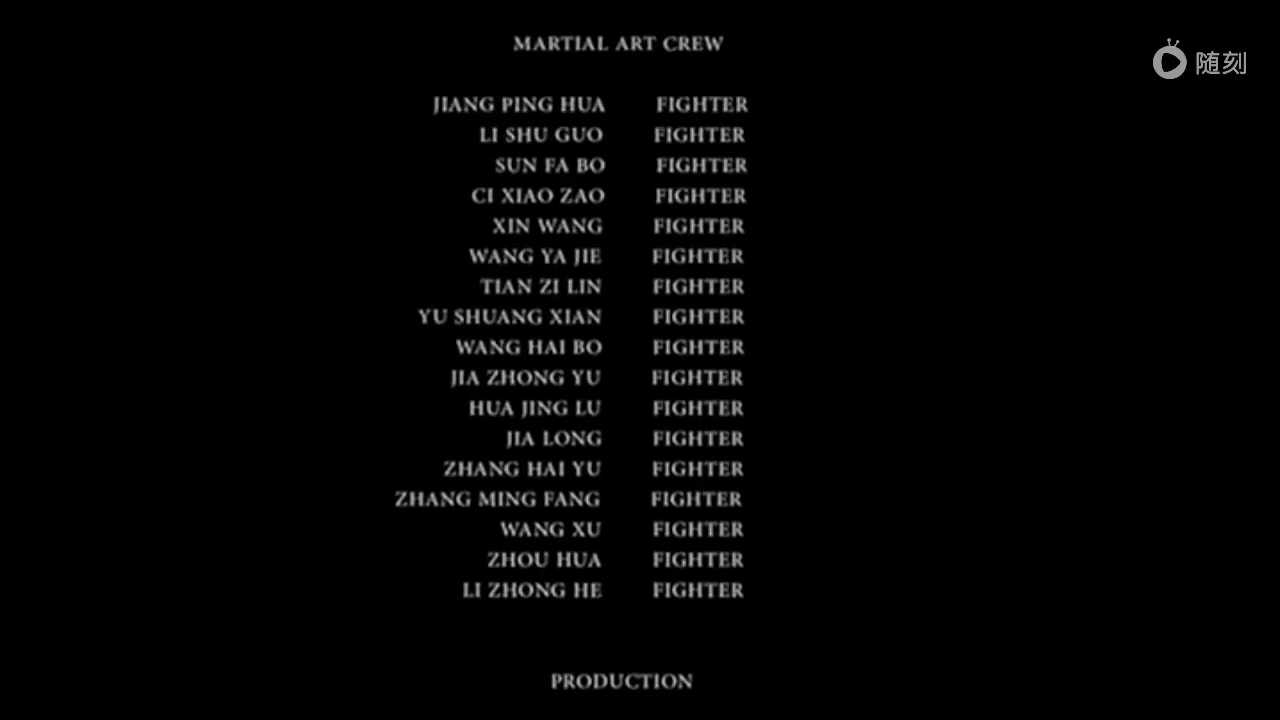 MARTIAL ART CREW
随刻
JIANG PING HUA FIGHTER
LI SHU GUO FIGHTER
SUN FA BO FIGHTER
CI XIAO ZAO FIGHTER
XIN WANG FIGHTER
WANG YA JIE FIGHTER
TIAN ZI LIN FIGHTER
YU SHUANG XIAN FIGHTER
WANG HAI BO FIGHTER
JIA ZHONG YU FIGHTER
HUA JING LU FIGHTER
JIA LONG FIGHTER
ZHANG HAI YU FIGHTER
ZHANG MING FANG FIGHTER
WANG XU FIGHTER
ZHOU HUA FIGHTER
LI ZHONG HE FIGHTER
PRODUCTION